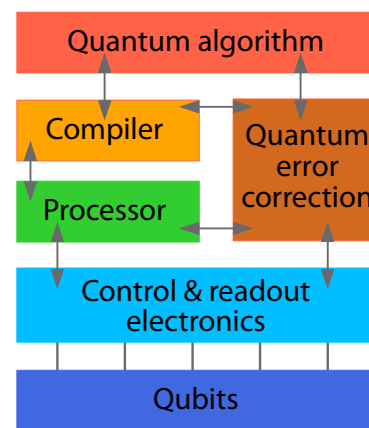 Quantum algorithm
Compiler
Quantum
error
correction
Processor
Control & readout
electronics
Qubits